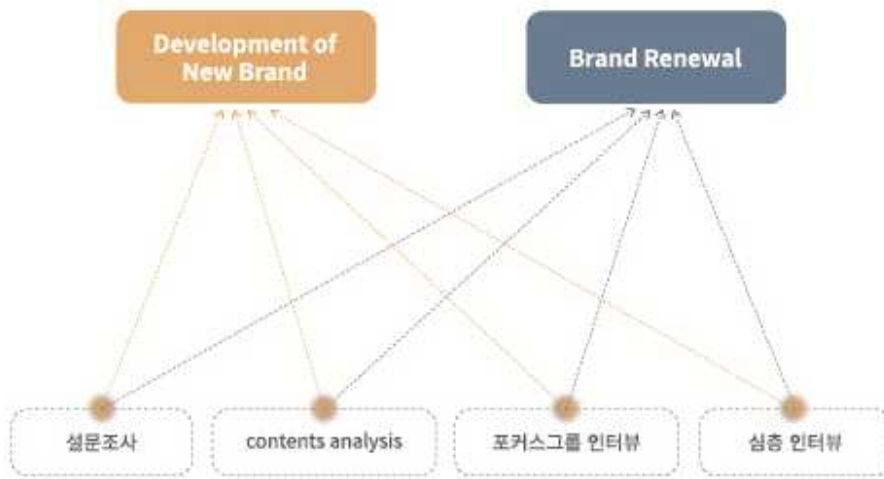 Development of
New Brand
Brand Renewal
설문조사
contents analysis
포커스그룹 인터뷰
심층 인터뷰